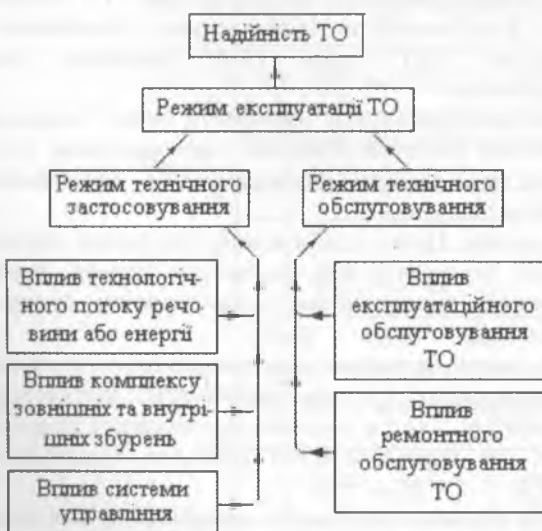 Надійність ТО
Режим експлуатації ТО
Режим технічного
застосовування
Режим технічного
обслуговування
Вплив технологіч-
ного потоку речо-
вини або енергії
Вплив комплексу
зовнішніх та внутрі
шніх збурень
Вплив системи
управління
Вплив
експлуатаційного
обслуговування
ТО
Вплив
ремонтного
обслуговування
ТО